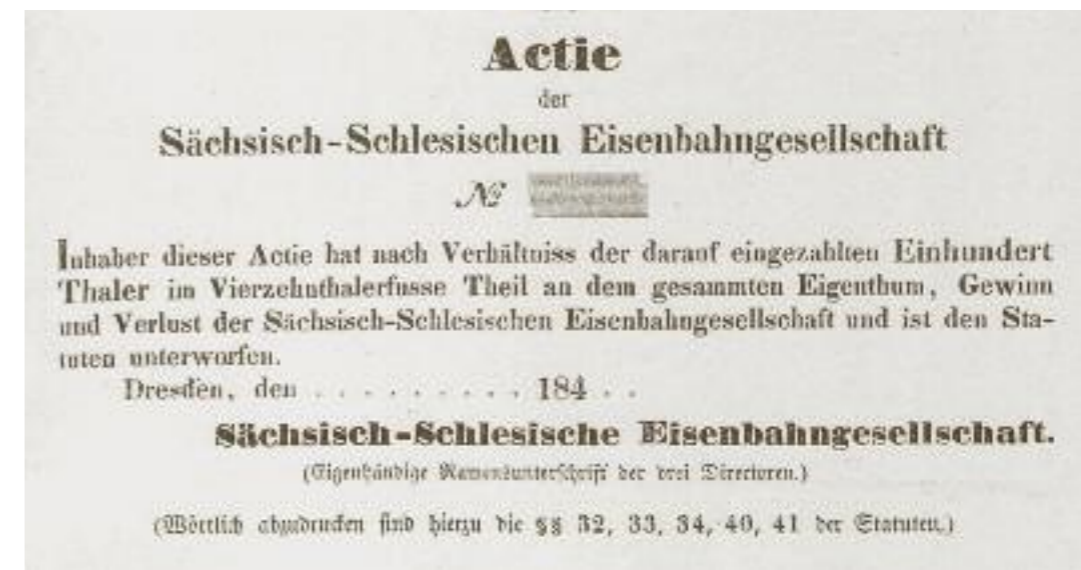 Actie
der
Sächsisch-Schlesischen Eisenbahngesellschaft
№
Inhaber dieser Actie hat nach Verhältniss der darauf eingezahlten Einhundert
Thaler im Vierzehnthalerfusse Theil an dem gesammten Eigenthum, Gewinn
und Verlust der Sächsisch-Schlesischen Eisenbahngesellschaft und ist den Sta-
tuten unterworfen.
Dresden, den . . . . . . . . . 184 . .
Sächsisch-Schlesische Eisenbahngesellschaft.
(Eigenhändige Namensunterschrift der drei Directoren.)
(Wörtlich abzudrucken sind hierzu die §§ 32, 33, 34, 40, 41 der Statuten.)